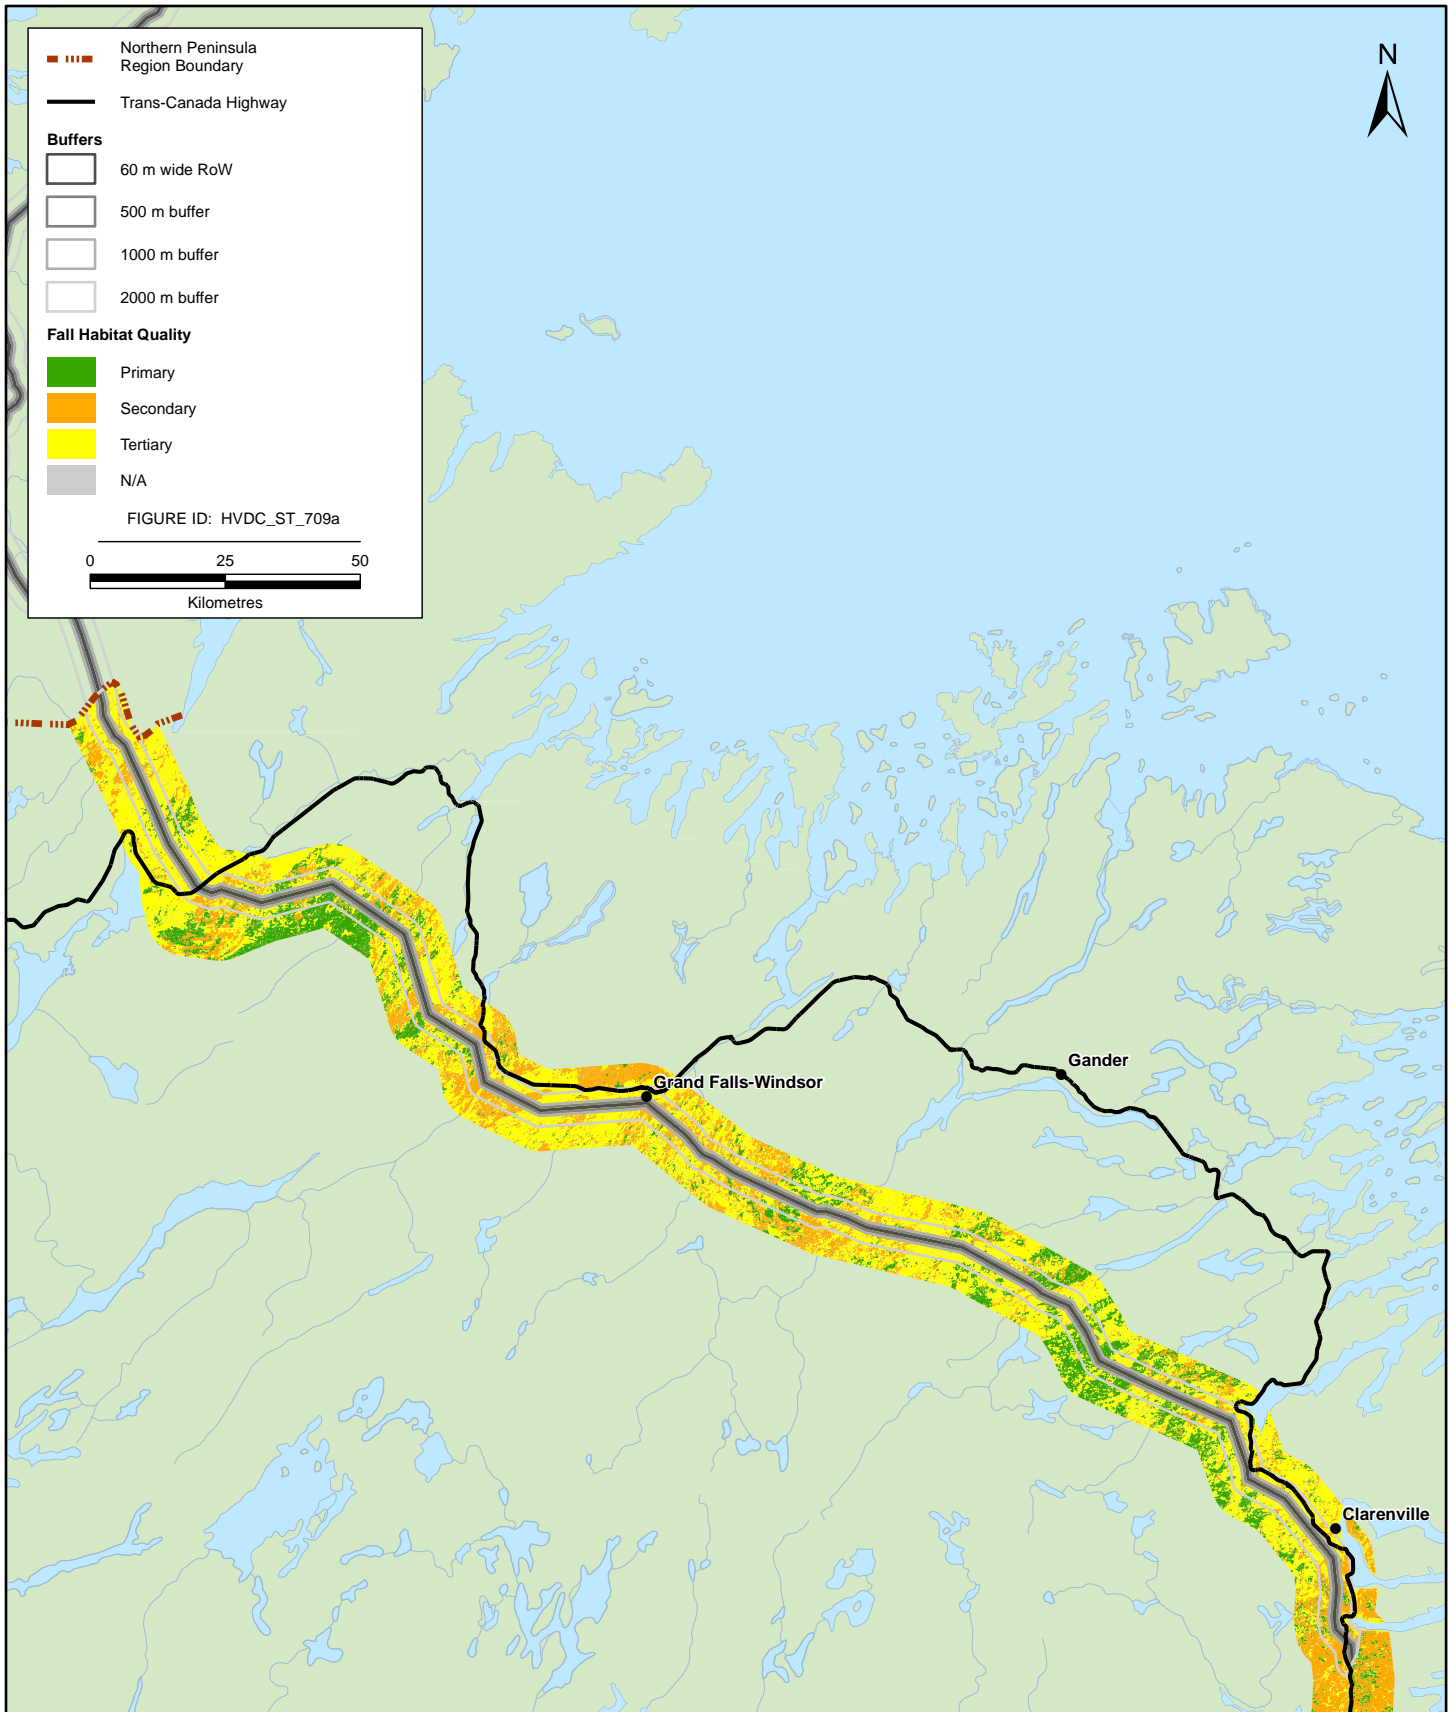 Northern Peninsula
Region Boundary
Trans-Canada Highway
Buffers
60 m wide RoW
500 m buffer
1000 m buffer
2000 m buffer
Fall Habitat Quality
Primary
Secondary
Tertiary
N/A
FIGURE ID: HVDC_ST_709a
0 25 50
Kilometres
N
Gander
Grand Falls-Windsor
Clarenville